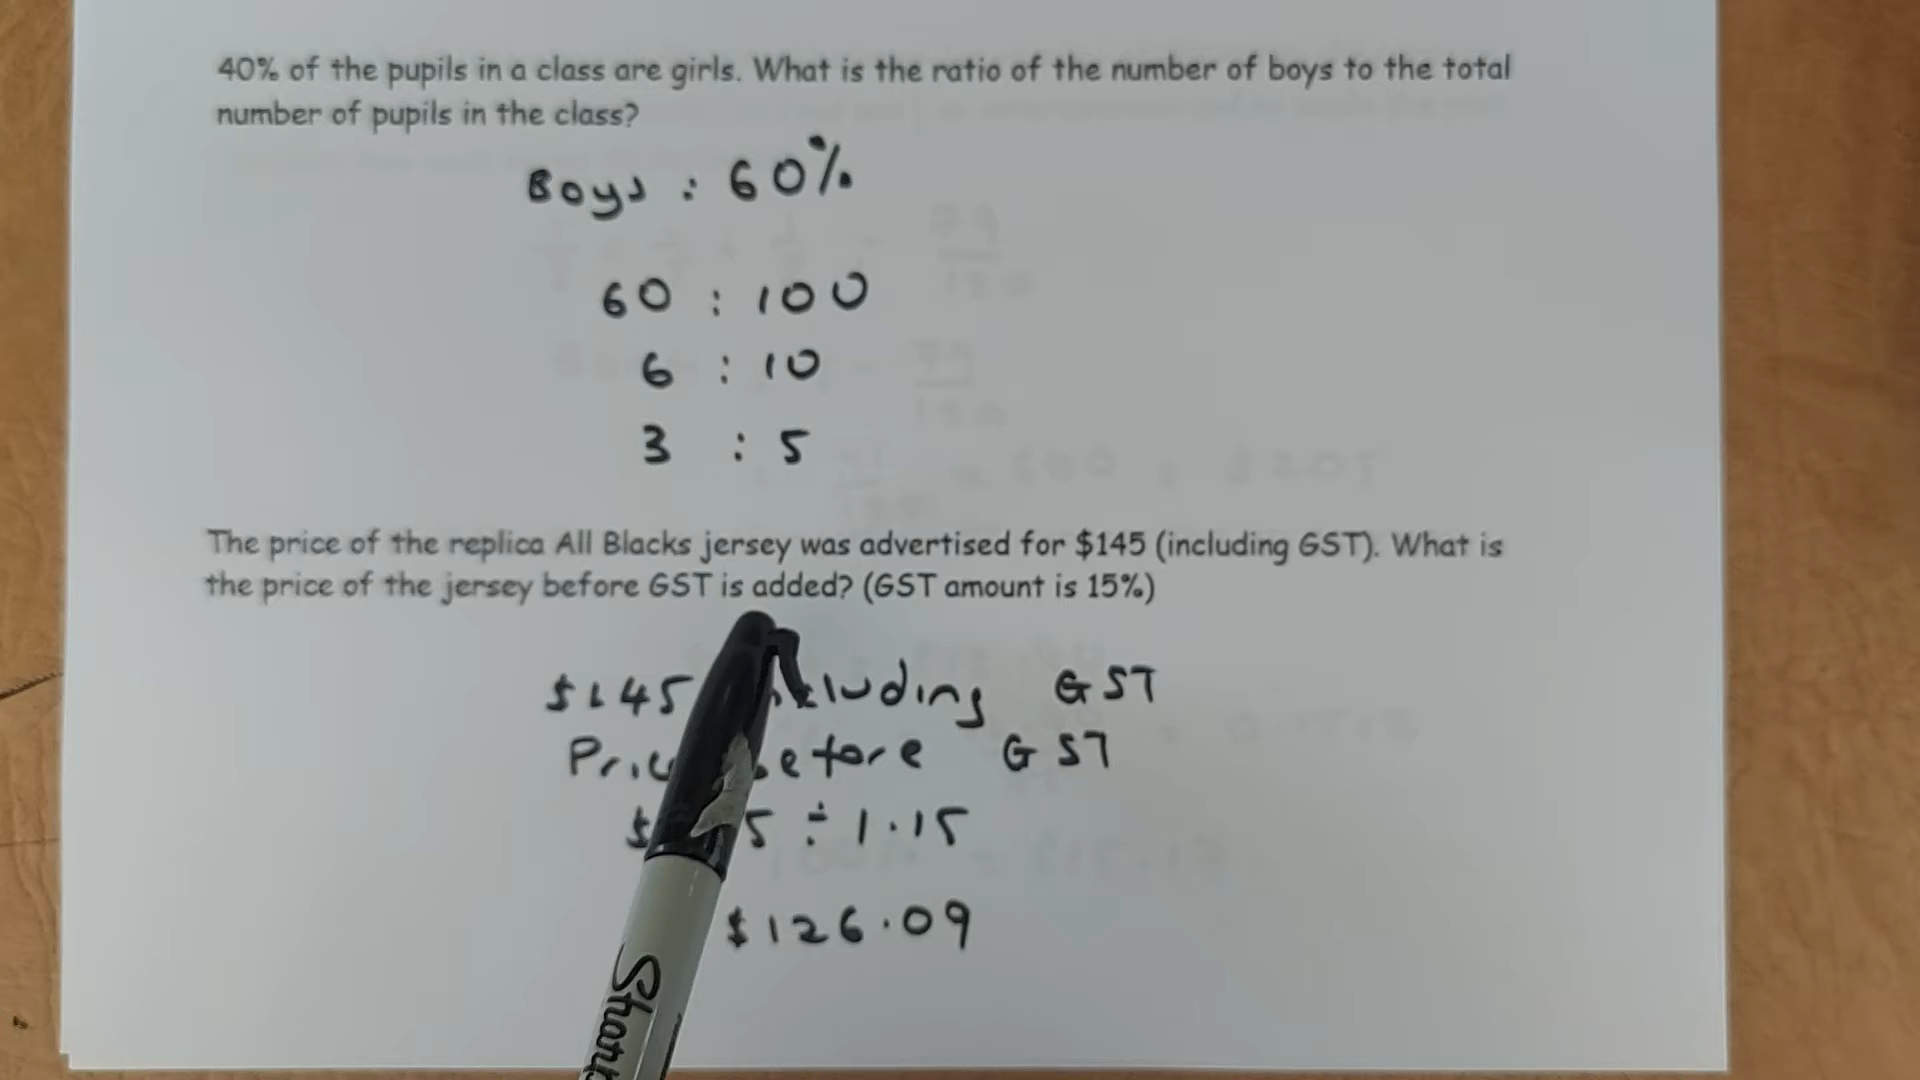 40% of the pupils in a class are girls. What is the ratio of the number of boys to the total
number of pupils in the class?
Boys : 60%
60 : 100
6 : 10
3 : 5
The price of the replica All Blacks jersey was advertised for $145 (including GST). What is
the price of the jersey before GST is added? (GST amount is 15%)
$145 GST
GST
÷ 1.15
$126.09